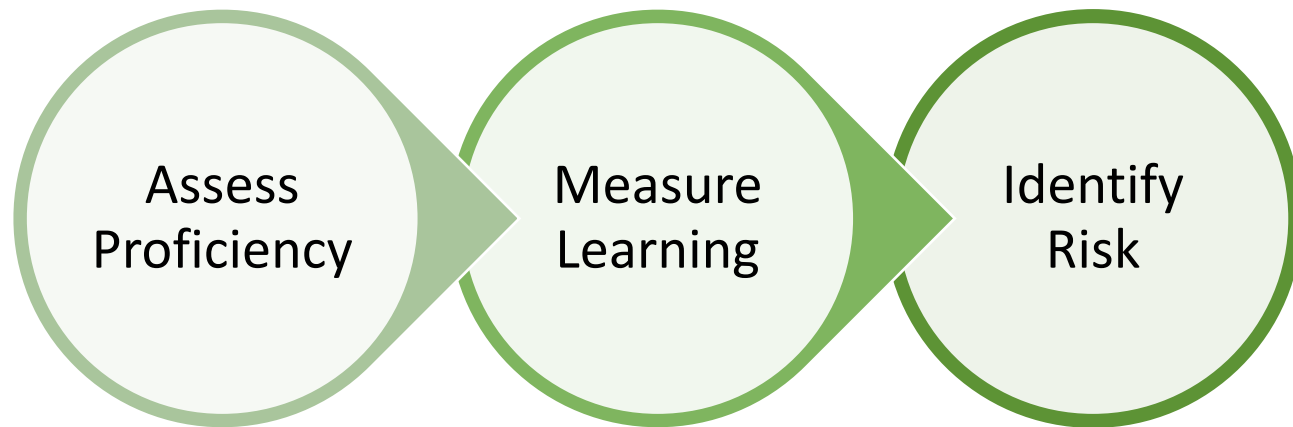 Assess
Proficiency
Measure
Learning
Identify
Risk